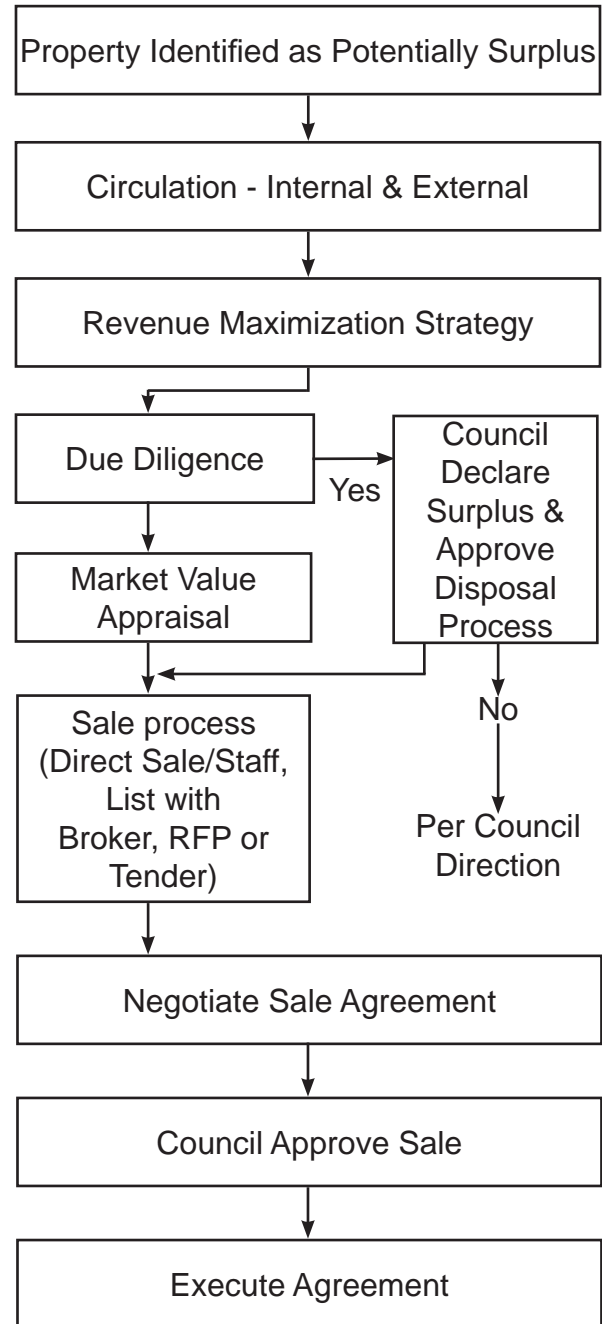 Property Identified as Potentially Surplus
Circulation - Internal & External
Revenue Maximization Strategy
Due Diligence
Yes
Council
Declare
Surplus &
Approve
Disposal
Process
Market Value
Appraisal
No
Per Council
Direction
Sale process
(Direct Sale/Staff,
List with
Broker, RFP or
Tender)
Negotiate Sale Agreement
Council Approve Sale
Execute Agreement